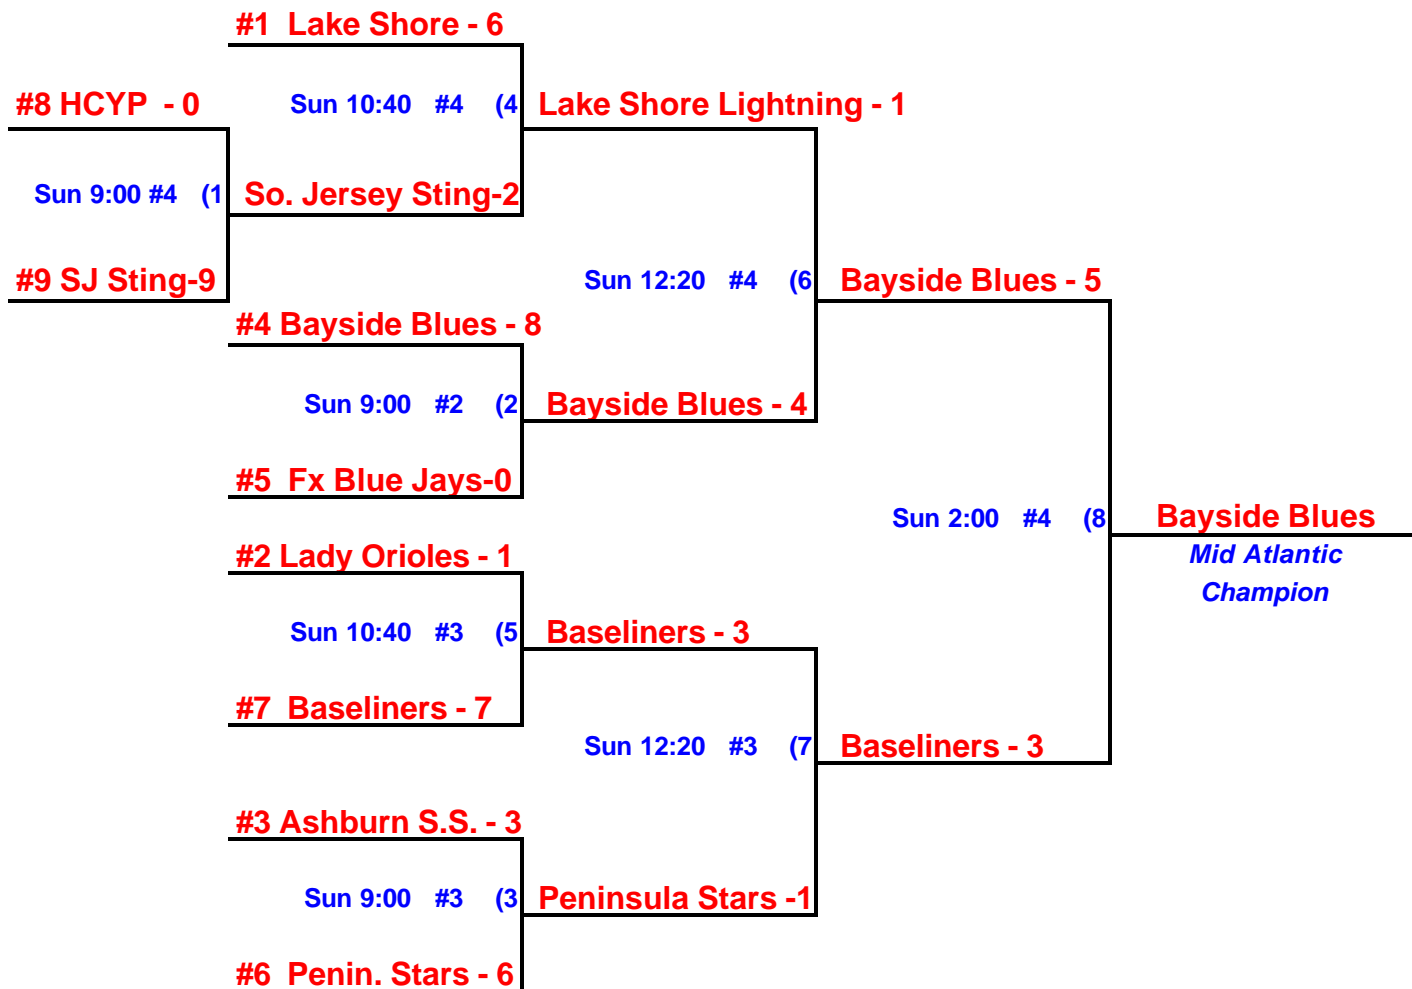 #1 Lake Shore - 6
#8 HCYP - 0
Sun 10:40 #4 (4
Lake Shore Lightning - 1
Sun 9:00 #4 (1
So. Jersey Sting-2
#9 SJ Sting-9
Sun 12:20 #4 (6
Bayside Blues - 5
#4 Bayside Blues - 8
Sun 9:00 #2 (2
Bayside Blues - 4
#5 Fx Blue Jays-0
Sun 2:00 #4 (8
Bayside Blues
Mid Atlantic
Champion
#2 Lady Orioles - 1
Sun 10:40 #3 (5
Baseliners - 3
#7 Baseliners - 7
Sun 12:20 #3 (7
Baseliners - 3
#3 Ashburn S.S. - 3
Sun 9:00 #3 (3
Peninsula Stars -1
#6 Penin. Stars - 6